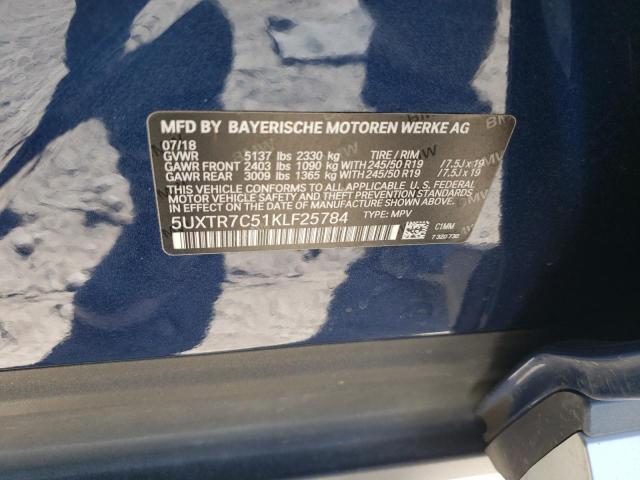 MFD BY BAYERISCHE MOTOREN WERKE AG
07/18
GVWR 5137 lbs 2330 kg TIRE / RIM
GAWR FRONT 2403 lbs 1090 kg WITH 245/50 R19 /7.5J x 19
GAWR REAR 3009 lbs 1365 kg WITH 245/50 R19 /7.5J x 19
THIS VEHICLE CONFORMS TO ALL APPLICABLE U. S. FEDERAL
MOTOR VEHICLE SAFETY AND THEFT PREVENTION STANDARDS IN
EFFECT ON THE DATE OF MANUFACTURE SHOWN ABOVE.
5UXTR7C51KLF25784 TYPE: MPV
C1MM
7 320 730